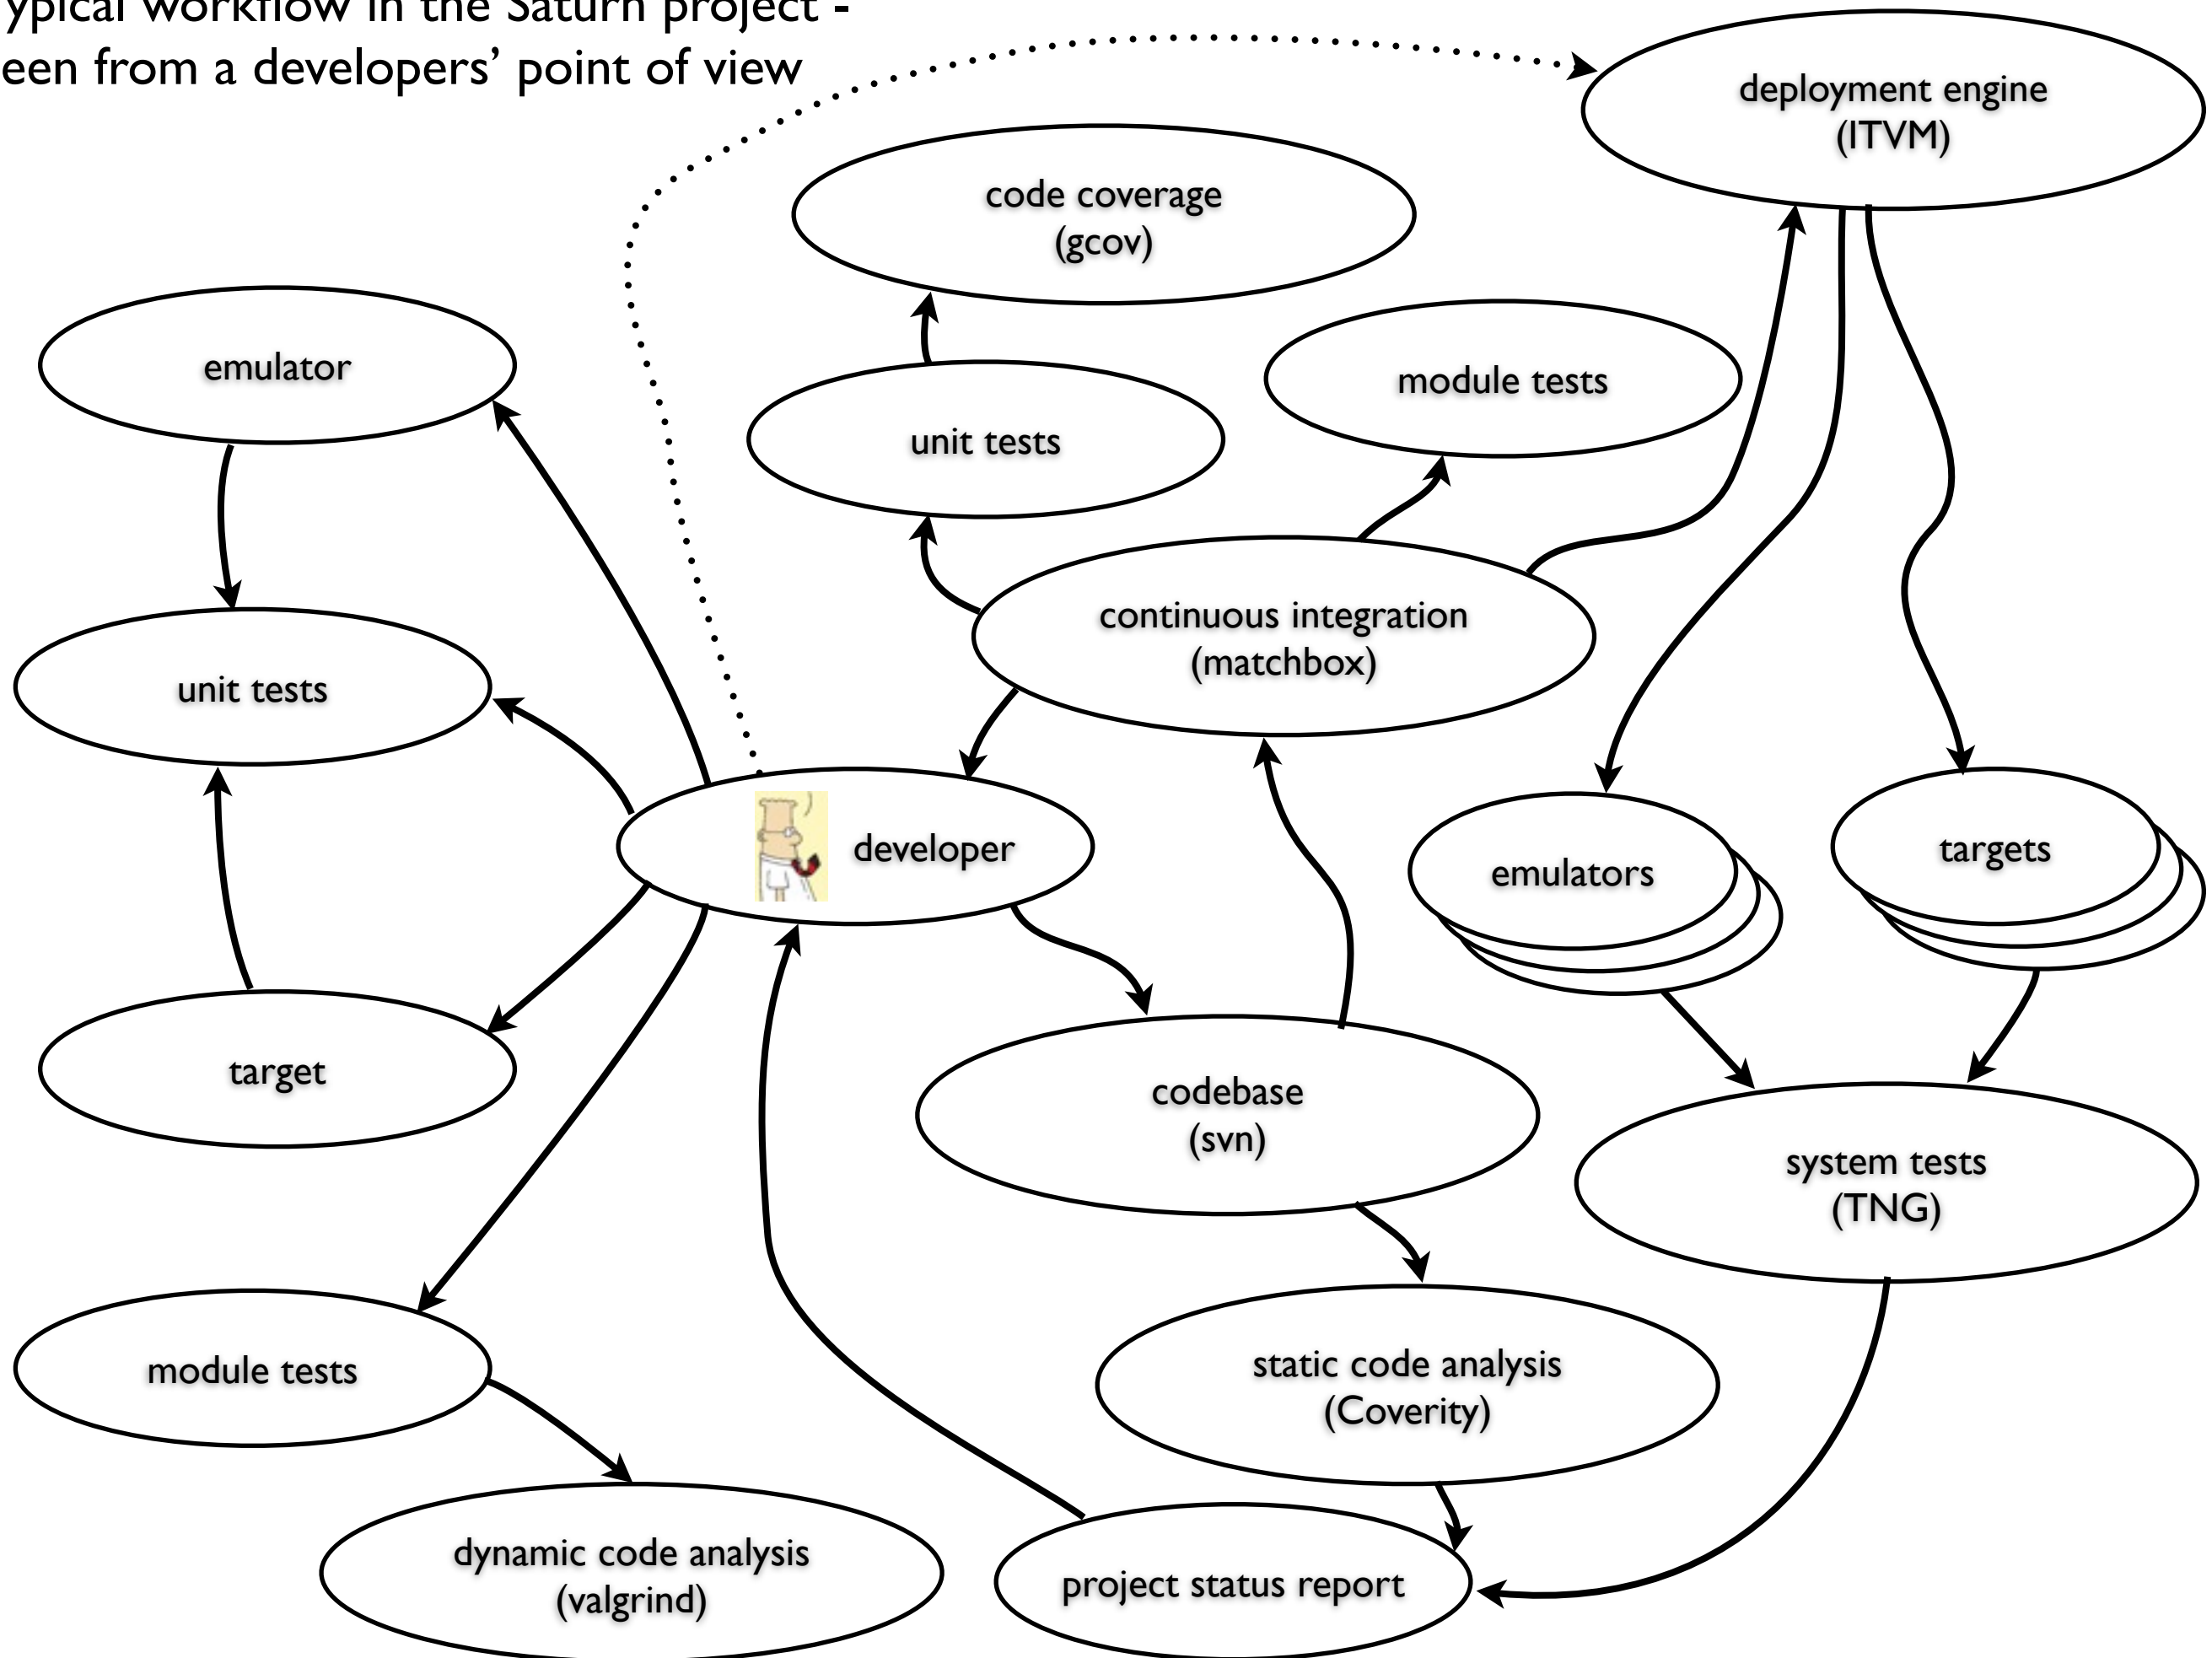 ypical workflow in the Saturn project -
een from a developers’ point of view
deployment engine
(ITVM)
code coverage
(gcov)
emulator
module tests
unit tests
continuous integration
(matchbox)
unit tests
developer
emulators
targets
target
codebase
(svn)
system tests
(TNG)
module tests
static code analysis
(Coverity)
dynamic code analysis
(valgrind)
project status report